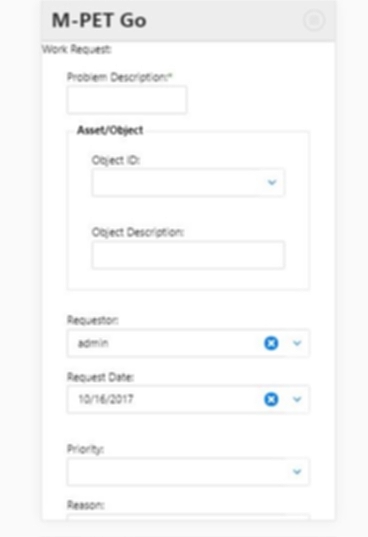 M-PET Go
Work Request:
Problem Description:*
Asset/Object
Object ID:
Object Description:
Requestor:
admin
Request Date:
10/16/2017
Priority:
Reason: